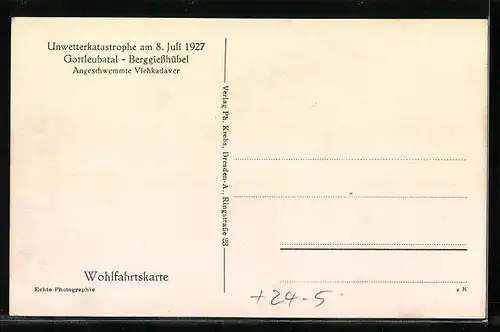 Unwetterkatastrophe am 8. Juli 1927
Gottleubatal - Berggießhübel
Angeschwemmte Viehkadaver
Verlag Ph. Krebs, Dresden-A., Ringstraße 23
Wohlfahrtskarte
Echte Photographie
+ 24-5